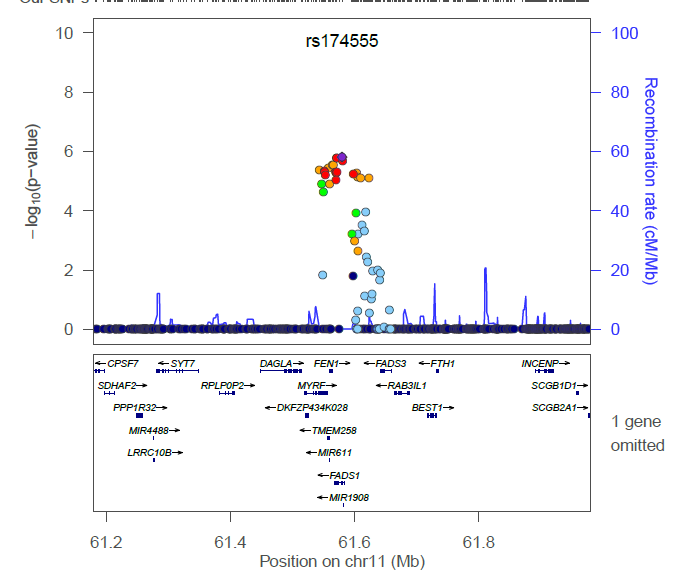 rs174555
10
8
6
4
2
0
−log10(p−value)
100
80
60
40
20
0
Recombination rate (cM/Mb)
←CPSF7 ←SYT7 DAGLA→ FEN1→ ←FADS3 ←FTH1 INCENP→
SDHAF2→ RPLP0P2→ MYRF→ ←RAB3IL1 SCGB1D1→
PPP1R32→ ←DKFZP434K028 BEST1→ SCGB2A1→
MIR4488→ ←TMEM258
LRRC10B→ ←MIR611
←FADS1
←MIR1908
1 gene
omitted
61.2 61.4 61.6 61.8
Position on chr11 (Mb)